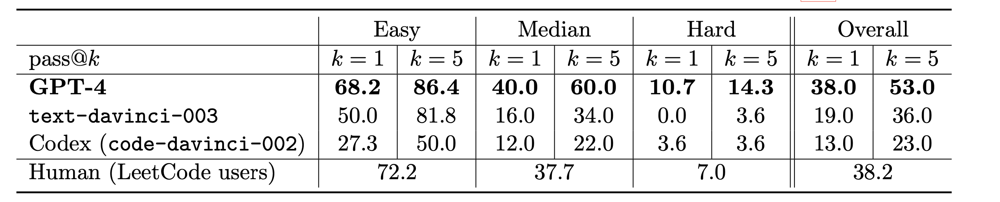 Easy Median Hard Overall
pass@k k = 1 k = 5 k = 1 k = 5 k = 1 k = 5 k = 1 k = 5
GPT-4 68.2 86.4 40.0 60.0 10.7 14.3 38.0 53.0
text-davinci-003 50.0 81.8 16.0 34.0 0.0 3.6 19.0 36.0
Codex (code-davinci-002) 27.3 50.0 12.0 22.0 3.6 3.6 13.0 23.0
Human (LeetCode users) 72.2 37.7 7.0 38.2